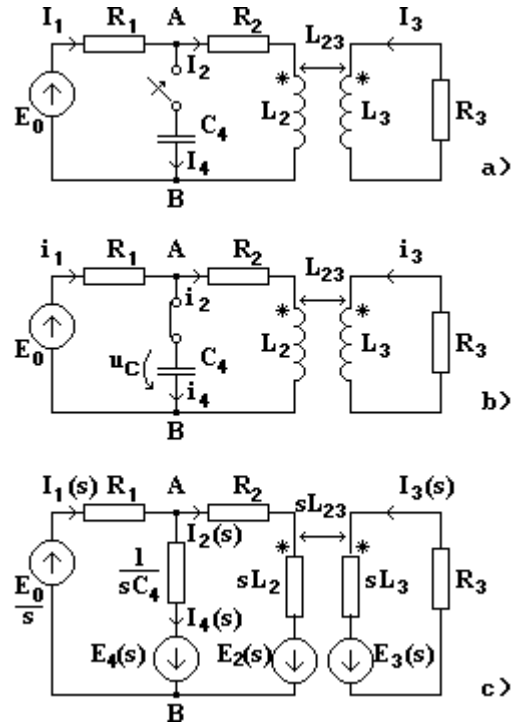 I1 R1 A R2 L23 I3
I2
* *
E0 C4 L2 L3 R3
I4
B a)
i1 R1 A R2 L23 i3
i2
* *
E0 uC C4 L2 L3 R3
i4
B b)
I1(s) R1 A R2 sL23 I3(s)
I2(s)
* *
E0/s 1/sC4 sL2 sL3 R3
I4(s)
E4(s) E2(s) E3(s)
B c)